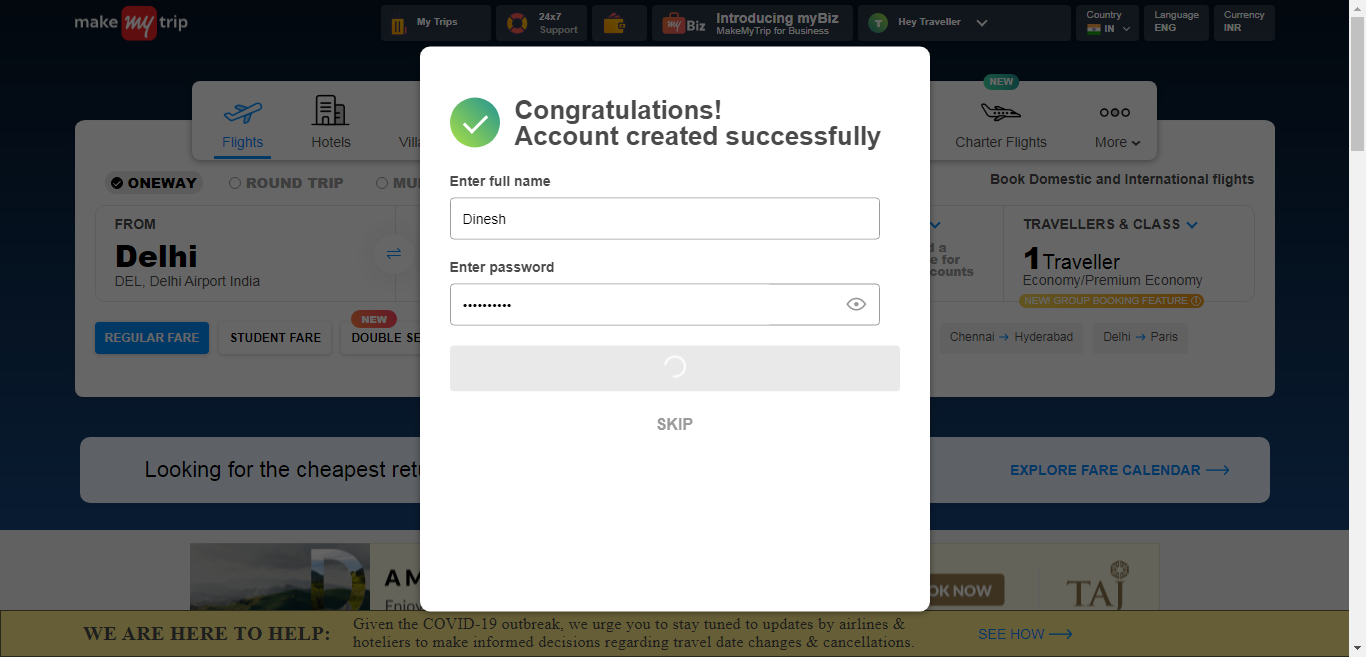 make my trip
My Trips
24x7
Support
my Biz
Introducing myBiz
MakeMyTrip for Business
T
Hey Traveller
Country
IN
Language
ENG
Currency
INR
Congratulations!
Account created successfully
Enter full name
Dinesh
Enter password
••••••••••
SKIP
Flights
Hotels
NEW
Charter Flights
More
ONEWAY
ROUND TRIP
Book Domestic and International flights
FROM
Delhi
DEL, Delhi Airport India
TRAVELLERS & CLASS
1 Traveller
Economy/Premium Economy
NEW! GROUP BOOKING FEATURE
REGULAR FARE
STUDENT FARE
NEW
DOUBLE SE
Chennai → Hyderabad
Delhi → Paris
Looking for the cheapest retu
EXPLORE FARE CALENDAR
D
AM
Enjoy
OK NOW
TAJ
WE ARE HERE TO HELP:
Given the COVID-19 outbreak, we urge you to stay tuned to updates by airlines &
hoteliers to make informed decisions regarding travel date changes & cancellations.
SEE HOW